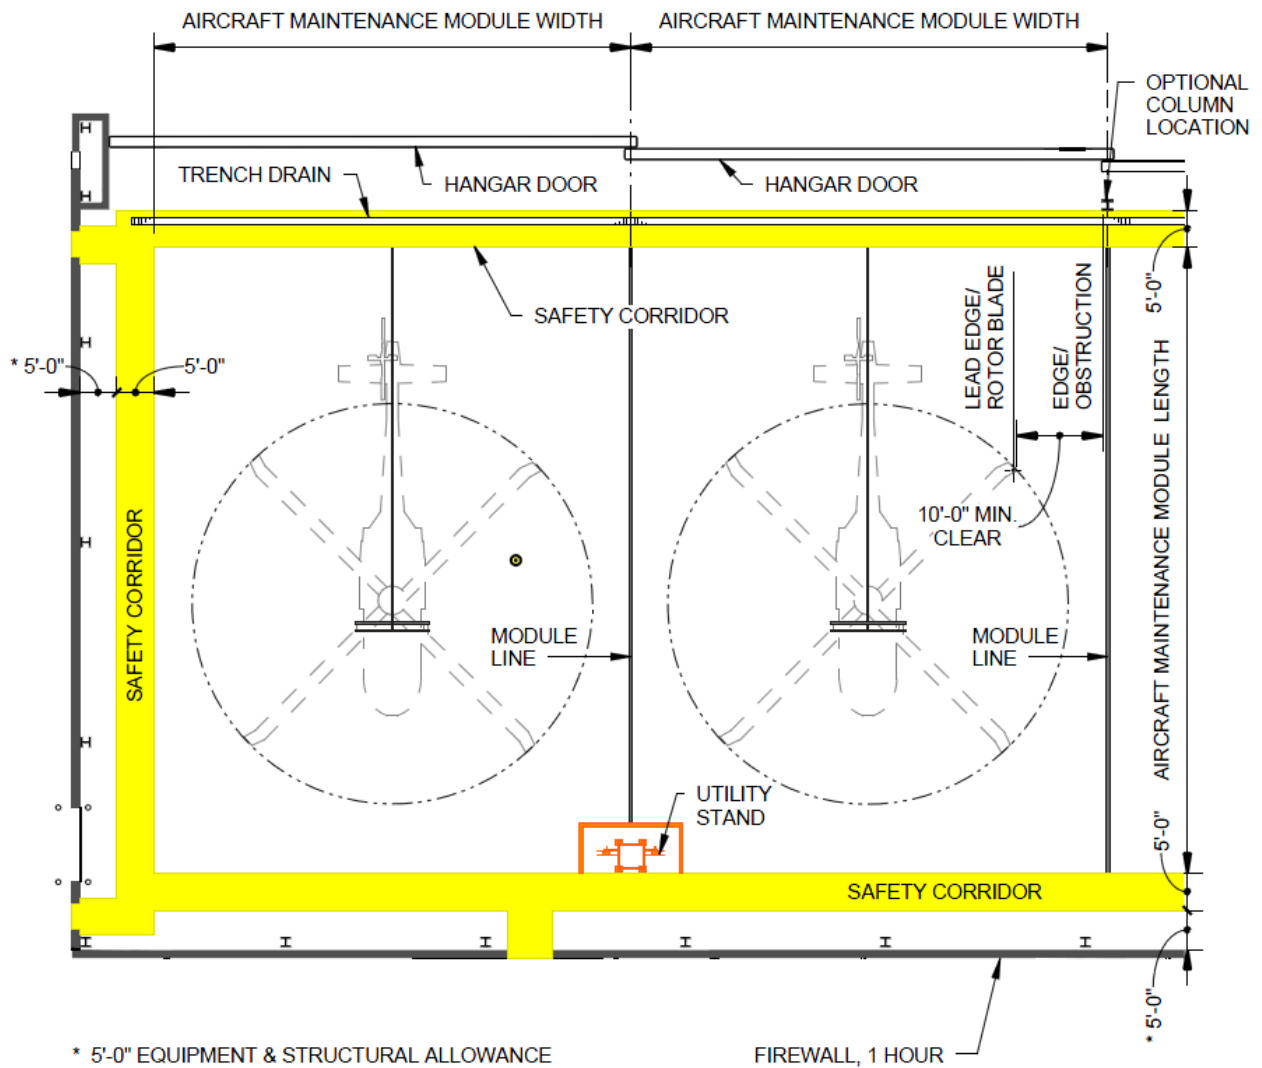 AIRCRAFT MAINTENANCE MODULE WIDTH
AIRCRAFT MAINTENANCE MODULE WIDTH
OPTIONAL
COLUMN
LOCATION
TRENCH DRAIN
HANGAR DOOR
HANGAR DOOR
SAFETY CORRIDOR
5'-0"
LEAD EDGE/
ROTOR BLADE
EDGE/
OBSTRUCTION
* 5'-0"
5'-0"
AIRCRAFT MAINTENANCE MODULE LENGTH
10'-0" MIN.
CLEAR
SAFETY CORRIDOR
MODULE
LINE
MODULE
LINE
UTILITY
STAND
5'-0"
SAFETY CORRIDOR
* 5'-0"
* 5'-0" EQUIPMENT & STRUCTURAL ALLOWANCE
FIREWALL, 1 HOUR